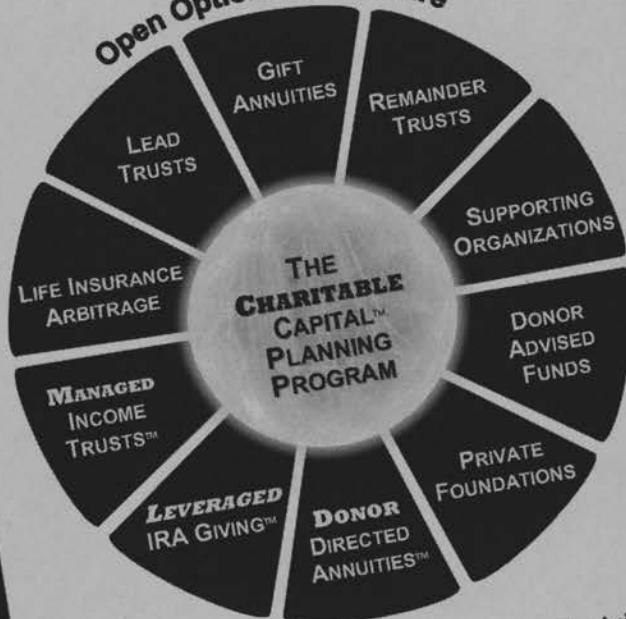 Open
GIFT
ANNUITIES
REMAINDER
TRUSTS
SUPPORTING
ORGANIZATIONS
DONOR
ADVISED
FUNDS
PRIVATE
FOUNDATIONS
DONOR
DIRECTED
ANNUITIES™
LEVERAGED
IRA GIVING™
MANAGED
INCOME
TRUSTS™
LIFE INSURANCE
ARBITRAGE
LEAD
TRUSTS
THE
CHARITABLE
CAPITAL™
PLANNING
PROGRAM